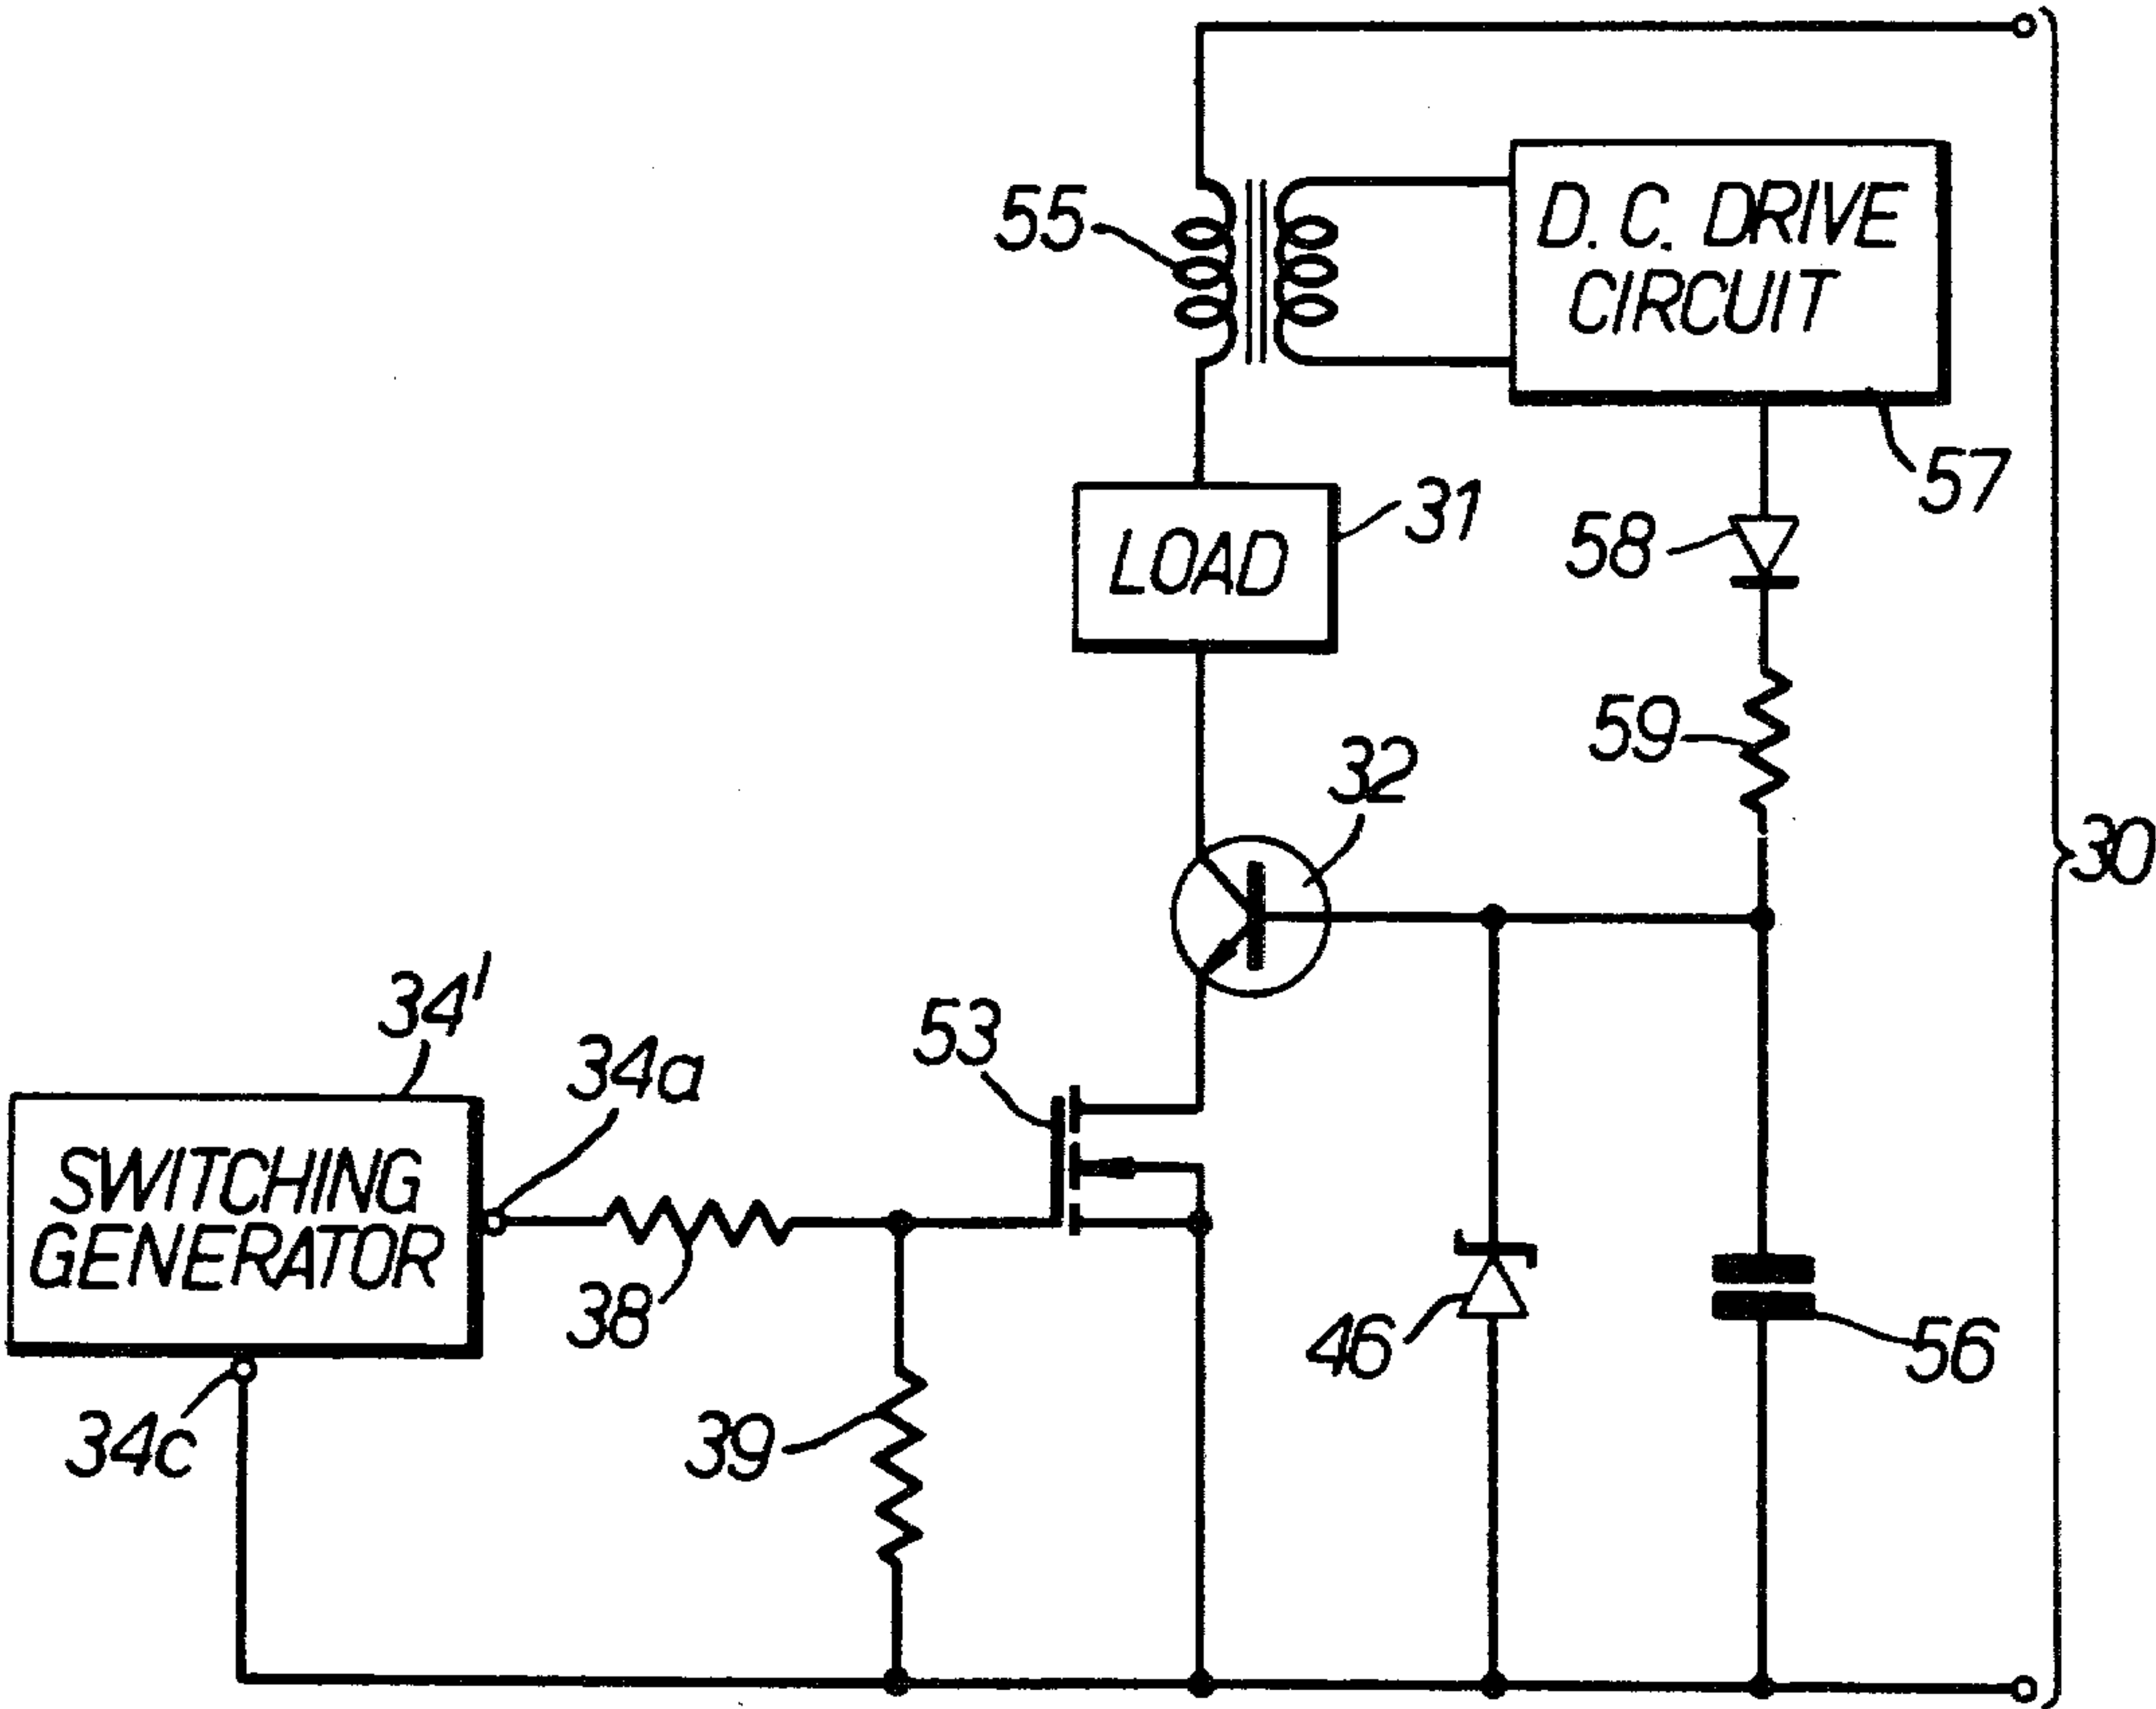 55
D. C. DRIVE
CIRCUIT
57
LOAD
31
58
59
32
30
34'
34a
53
SWITCHING
GENERATOR
38
46
56
34c
39